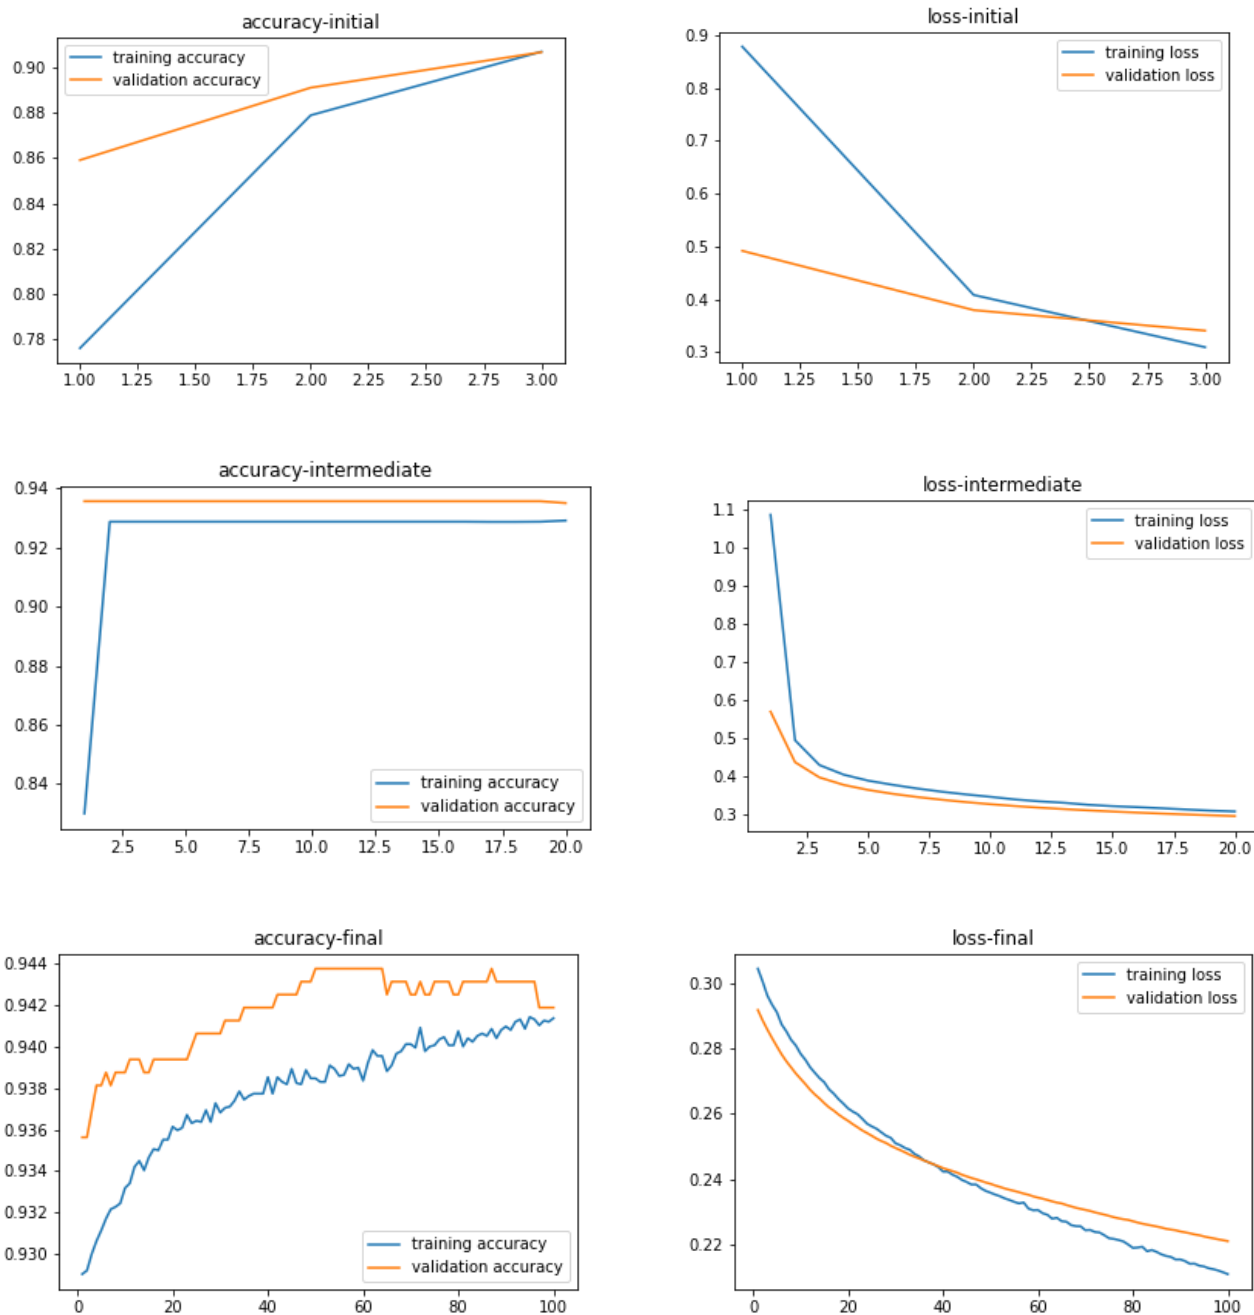 accuracy-initial
training accuracy
validation accuracy
0.90
0.88
0.86
0.84
0.82
0.80
0.78
1.00 1.25 1.50 1.75 2.00 2.25 2.50 2.75 3.00
loss-initial
training loss
validation loss
0.9
0.8
0.7
0.6
0.5
0.4
0.3
1.00 1.25 1.50 1.75 2.00 2.25 2.50 2.75 3.00
accuracy-intermediate
0.94
0.92
0.90
0.88
0.86
0.84
training accuracy
validation accuracy
2.5 5.0 7.5 10.0 12.5 15.0 17.5 20.0
loss-intermediate
training loss
validation loss
1.1
1.0
0.9
0.8
0.7
0.6
0.5
0.4
0.3
2.5 5.0 7.5 10.0 12.5 15.0 17.5 20.0
accuracy-final
0.944
0.942
0.940
0.938
0.936
0.934
0.932
0.930
training accuracy
validation accuracy
0 20 40 60 80 100
loss-final
training loss
validation loss
0.30
0.28
0.26
0.24
0.22
0 20 40 60 80 100